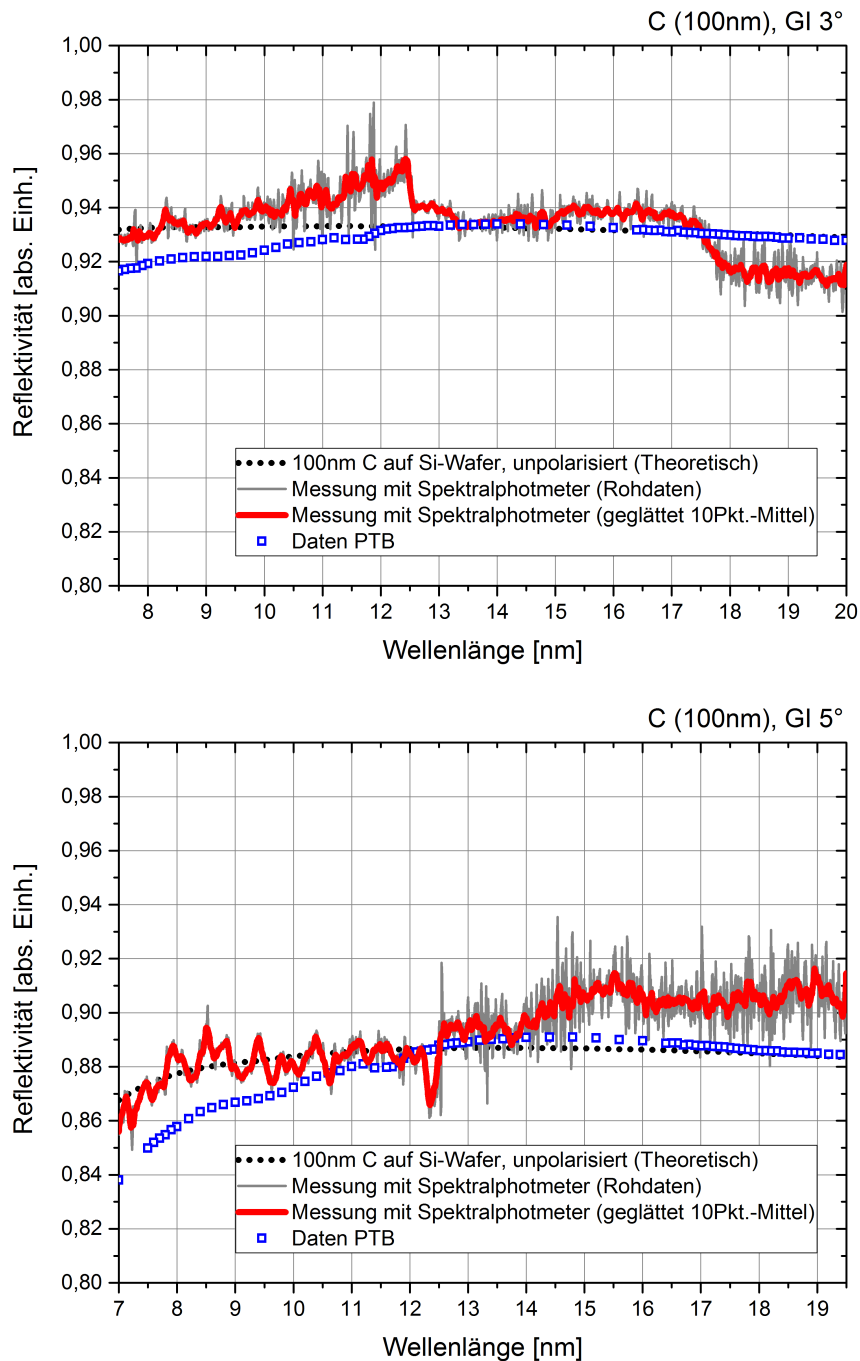 C (100nm), GI 3°
1,00
0,98
0,96
0,94
0,92
0,90
0,88
0,86
0,84
0,82
0,80
Reflektivität [abs. Einh.]
100nm C auf Si-Wafer, unpolarisiert (Theoretisch)
Messung mit Spektralphotmeter (Rohdaten)
Messung mit Spektralphotmeter (geglättet 10Pkt.-Mittel)
Daten PTB
8 9 10 11 12 13 14 15 16 17 18 19 20
Wellenlänge [nm]
C (100nm), GI 5°
1,00
0,98
0,96
0,94
0,92
0,90
0,88
0,86
0,84
0,82
0,80
Reflektivität [abs. Einh.]
100nm C auf Si-Wafer, unpolarisiert (Theoretisch)
Messung mit Spektralphotmeter (Rohdaten)
Messung mit Spektralphotmeter (geglättet 10Pkt.-Mittel)
Daten PTB
7 8 9 10 11 12 13 14 15 16 17 18 19
Wellenlänge [nm]